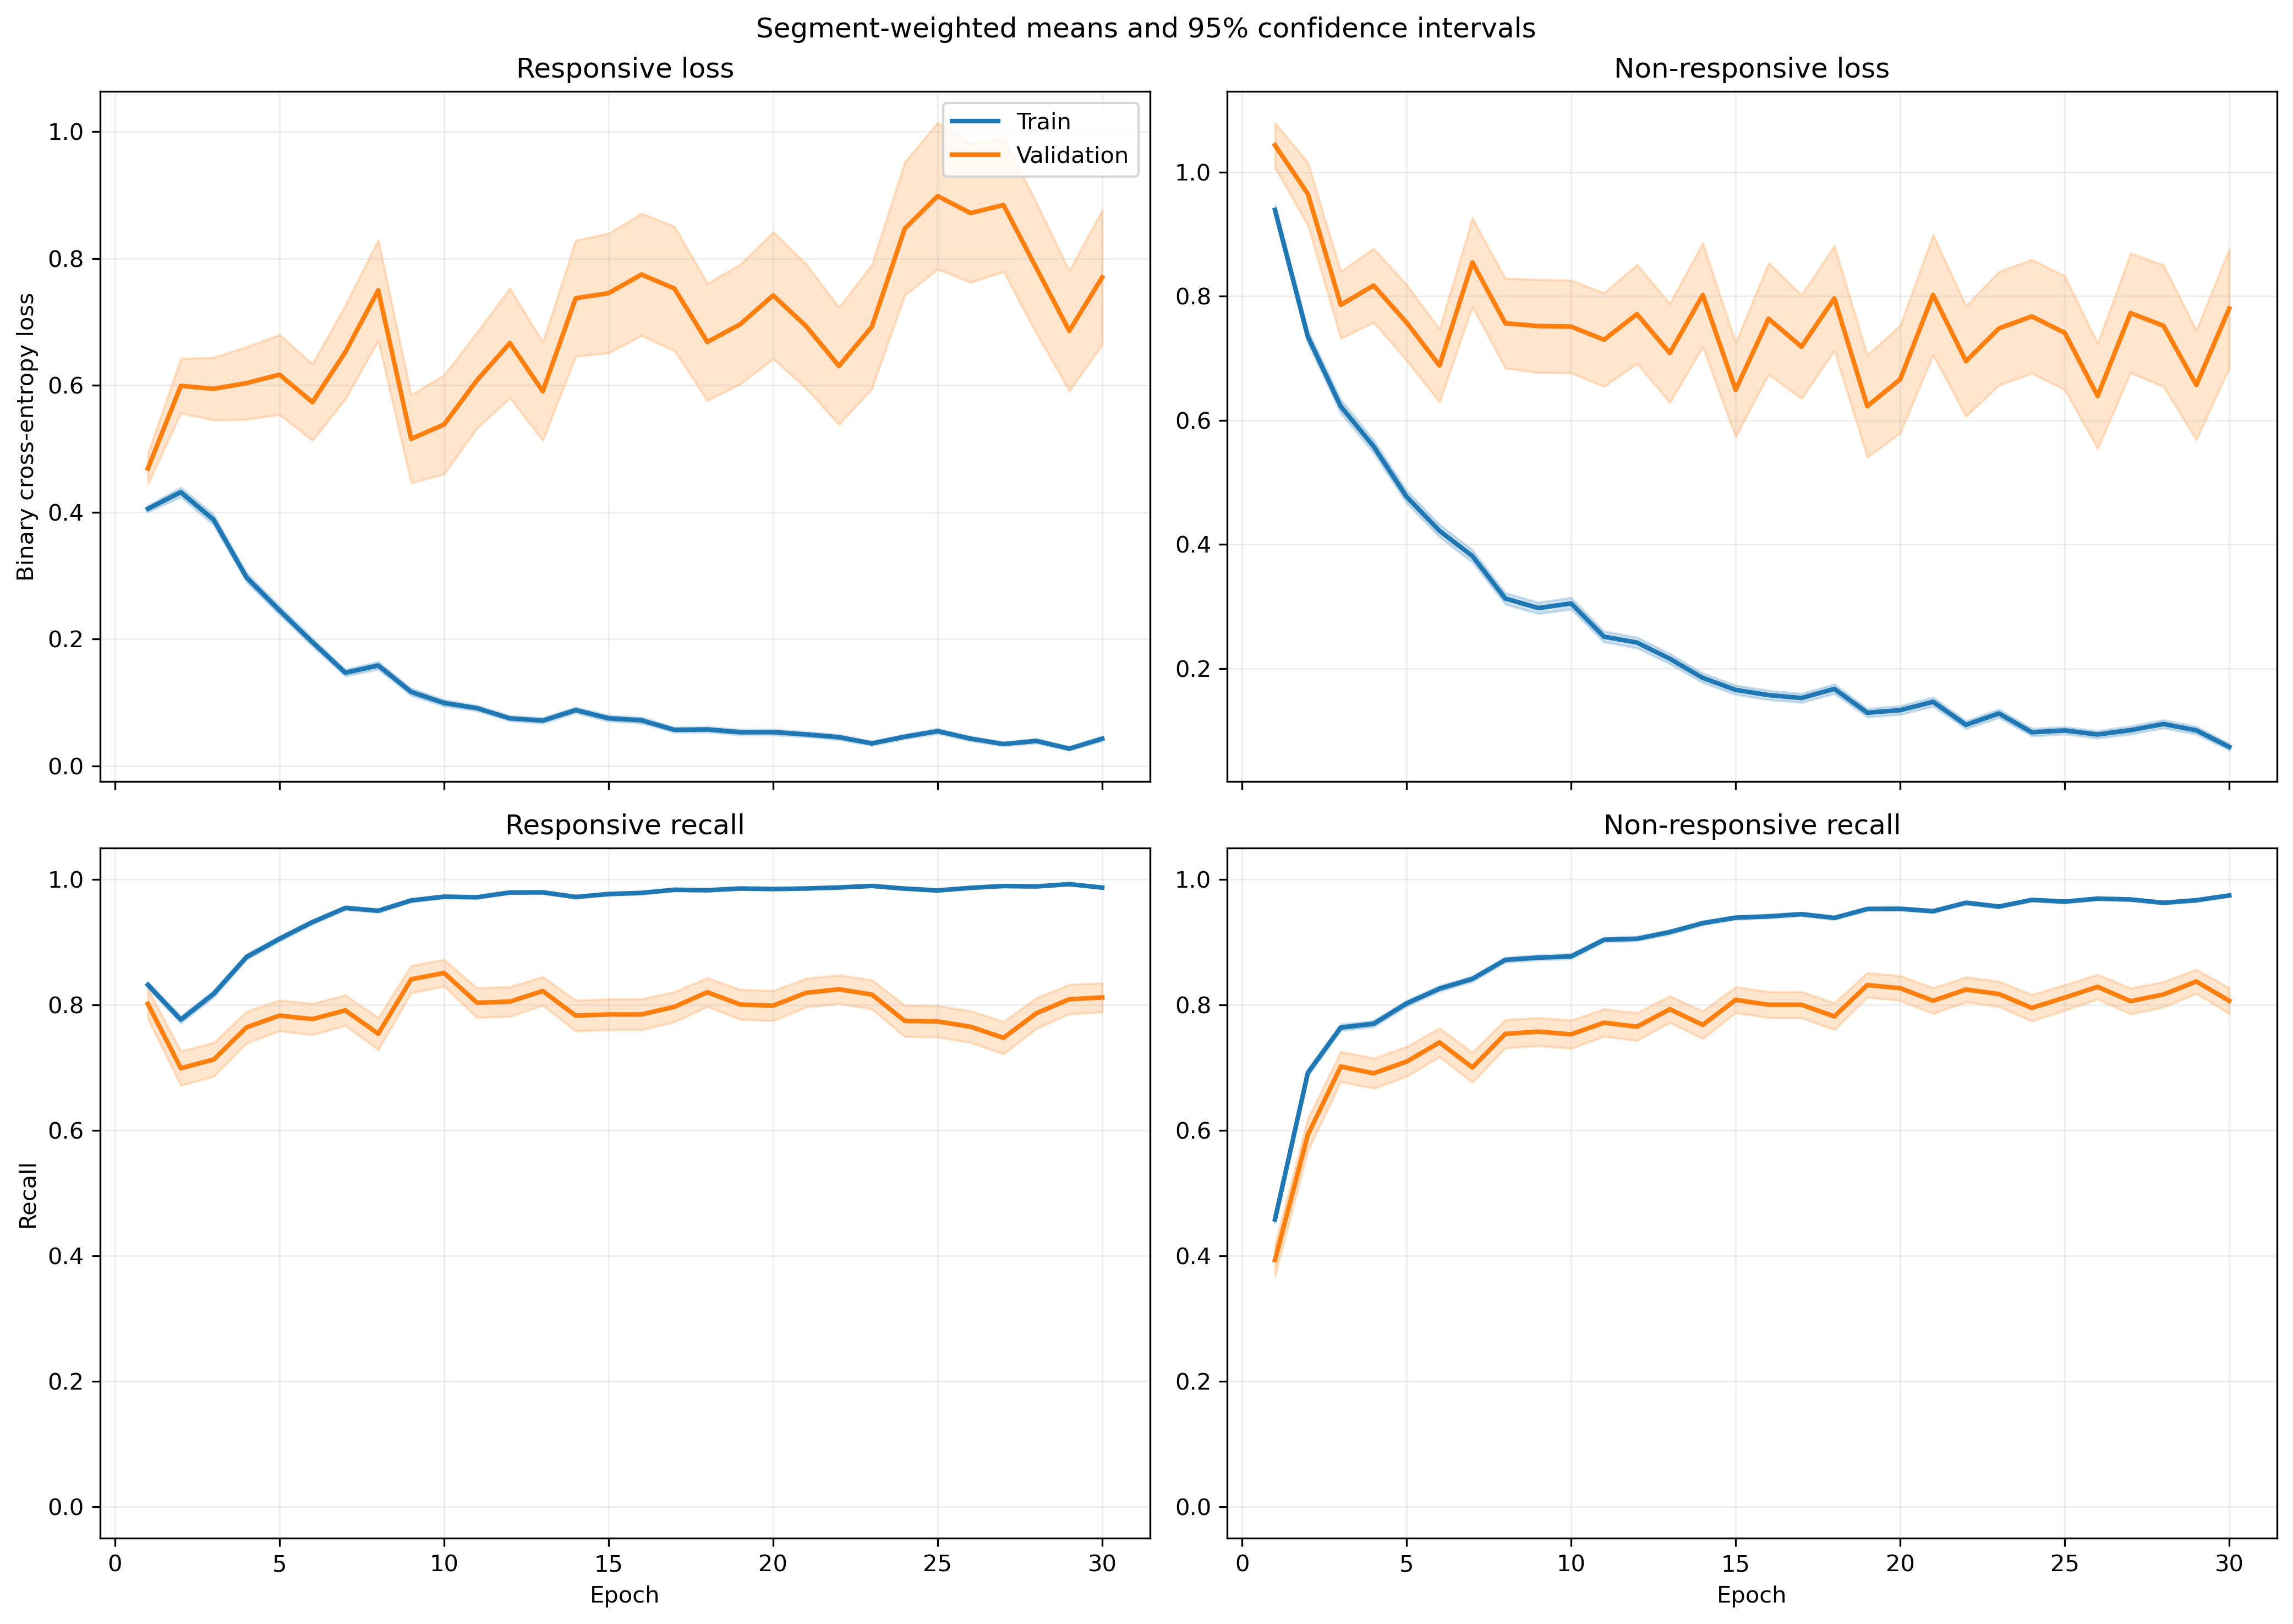 Segment-weighted means and 95% confidence intervals
Responsive loss
Non-responsive loss
Train
Validation
Binary cross-entropy loss
1.0
0.8
0.6
0.4
0.2
0.0
1.0
0.8
0.6
0.4
0.2
Responsive recall
Non-responsive recall
Recall
1.0
0.8
0.6
0.4
0.2
0.0
1.0
0.8
0.6
0.4
0.2
0.0
0 5 10 15 20 25 30
0 5 10 15 20 25 30
Epoch
Epoch